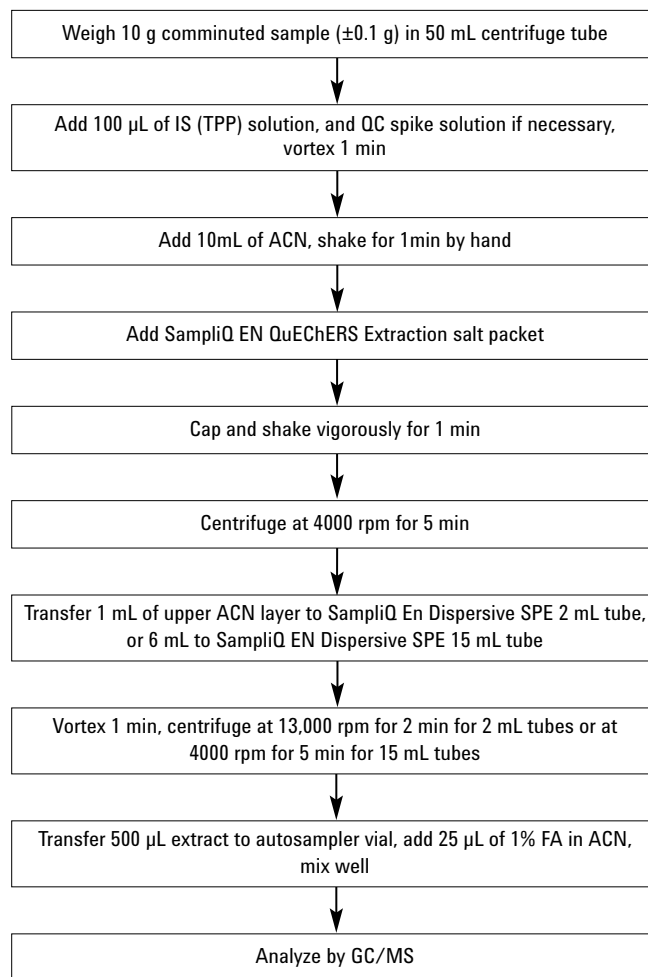 Weigh 10 g comminuted sample (±0.1 g) in 50 mL centrifuge tube
Add 100 µL of IS (TPP) solution, and QC spike solution if necessary,
vortex 1 min
Add 10mL of ACN, shake for 1min by hand
Add SampliQ EN QuEChERS Extraction salt packet
Cap and shake vigorously for 1 min
Centrifuge at 4000 rpm for 5 min
Transfer 1 mL of upper ACN layer to SampliQ En Dispersive SPE 2 mL tube,
or 6 mL to SampliQ EN Dispersive SPE 15 mL tube
Vortex 1 min, centrifuge at 13,000 rpm for 2 min for 2 mL tubes or at
4000 rpm for 5 min for 15 mL tubes
Transfer 500 µL extract to autosampler vial, add 25 µL of 1% FA in ACN,
mix well
Analyze by GC/MS